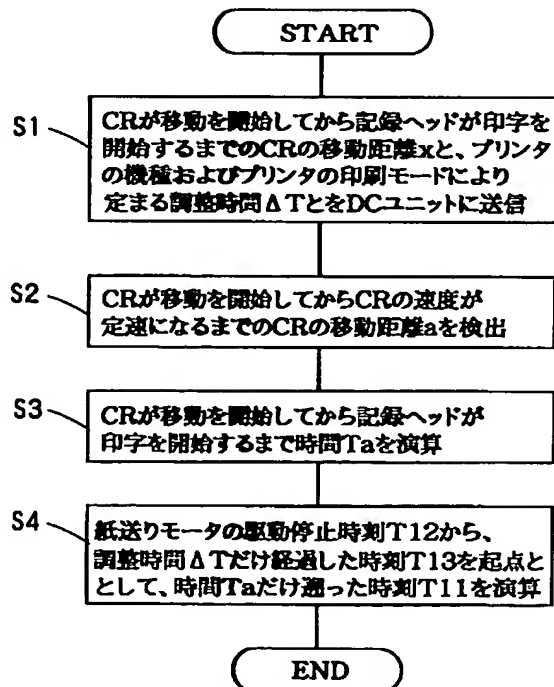 START
S1
CRが移動を開始してから記録ヘッドが印字を
開始するまでのCRの移動距離xと、プリンタ
の機種およびプリンタの印刷モードにより
定まる調整時間ΔTとをDCユニットに送信
S2
CRが移動を開始してからCRの速度が
定速になるまでのCRの移動距離aを検出
S3
CRが移動を開始してから記録ヘッドが
印字を開始するまで時間Taを演算
S4
紙送りモータの駆動停止時刻T12から、
調整時間ΔTだけ経過した時刻T13を起点と
として、時間Taだけ遡った時刻T11を演算
END